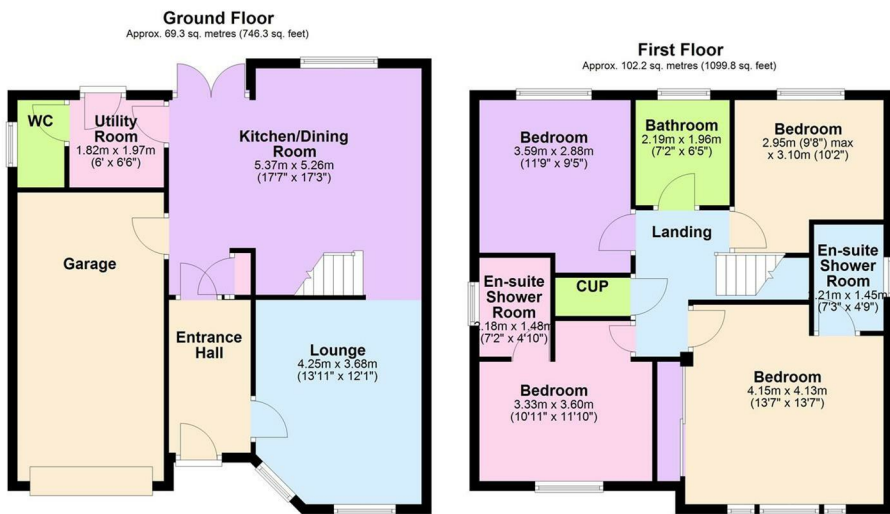 Ground Floor
Approx. 69.3 sq. metres (746.3 sq. feet)
WC
Utility
Room
1.82m x 1.97m
(6' x 6'6")
Kitchen/Dining
Room
5.37m x 5.26m
(17'7" x 17'3")
Garage
Entrance
Hall
Lounge
4.25m x 3.68m
(13'11" x 12'1")
First Floor
Approx. 102.2 sq. metres (1099.8 sq. feet)
Bedroom
3.59m x 2.88m
(11'9" x 9'5")
Bathroom
2.19m x 1.96m
(7'2" x 6'5")
Bedroom
2.95m (9'8") max
x 3.10m (10'2")
Landing
En-suite
Shower
Room
.18m x 1.48m
(7'2" x 4'10")
CUP
En-suite
Shower
Room
.21m x 1.45m
(7'3" x 4'9")
Bedroom
3.33m x 3.60m
(10'11" x 11'10")
Bedroom
4.15m x 4.13m
(13'7" x 13'7")